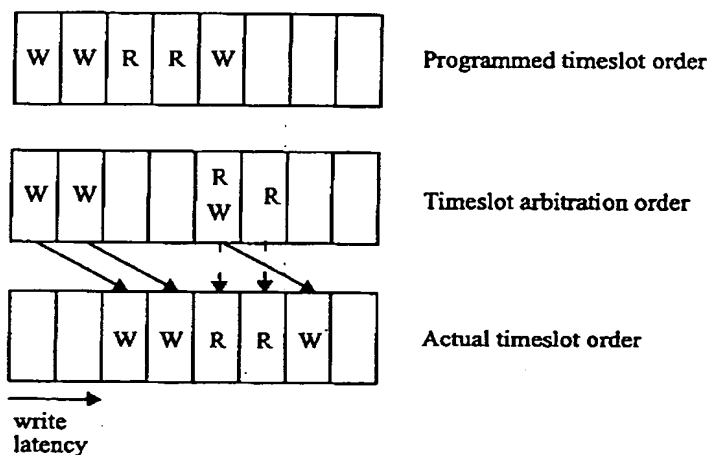 W W R R W Programmed timeslot order
R
W W W R Timeslot arbitration order
W W R R W Actual timeslot order
write
latency